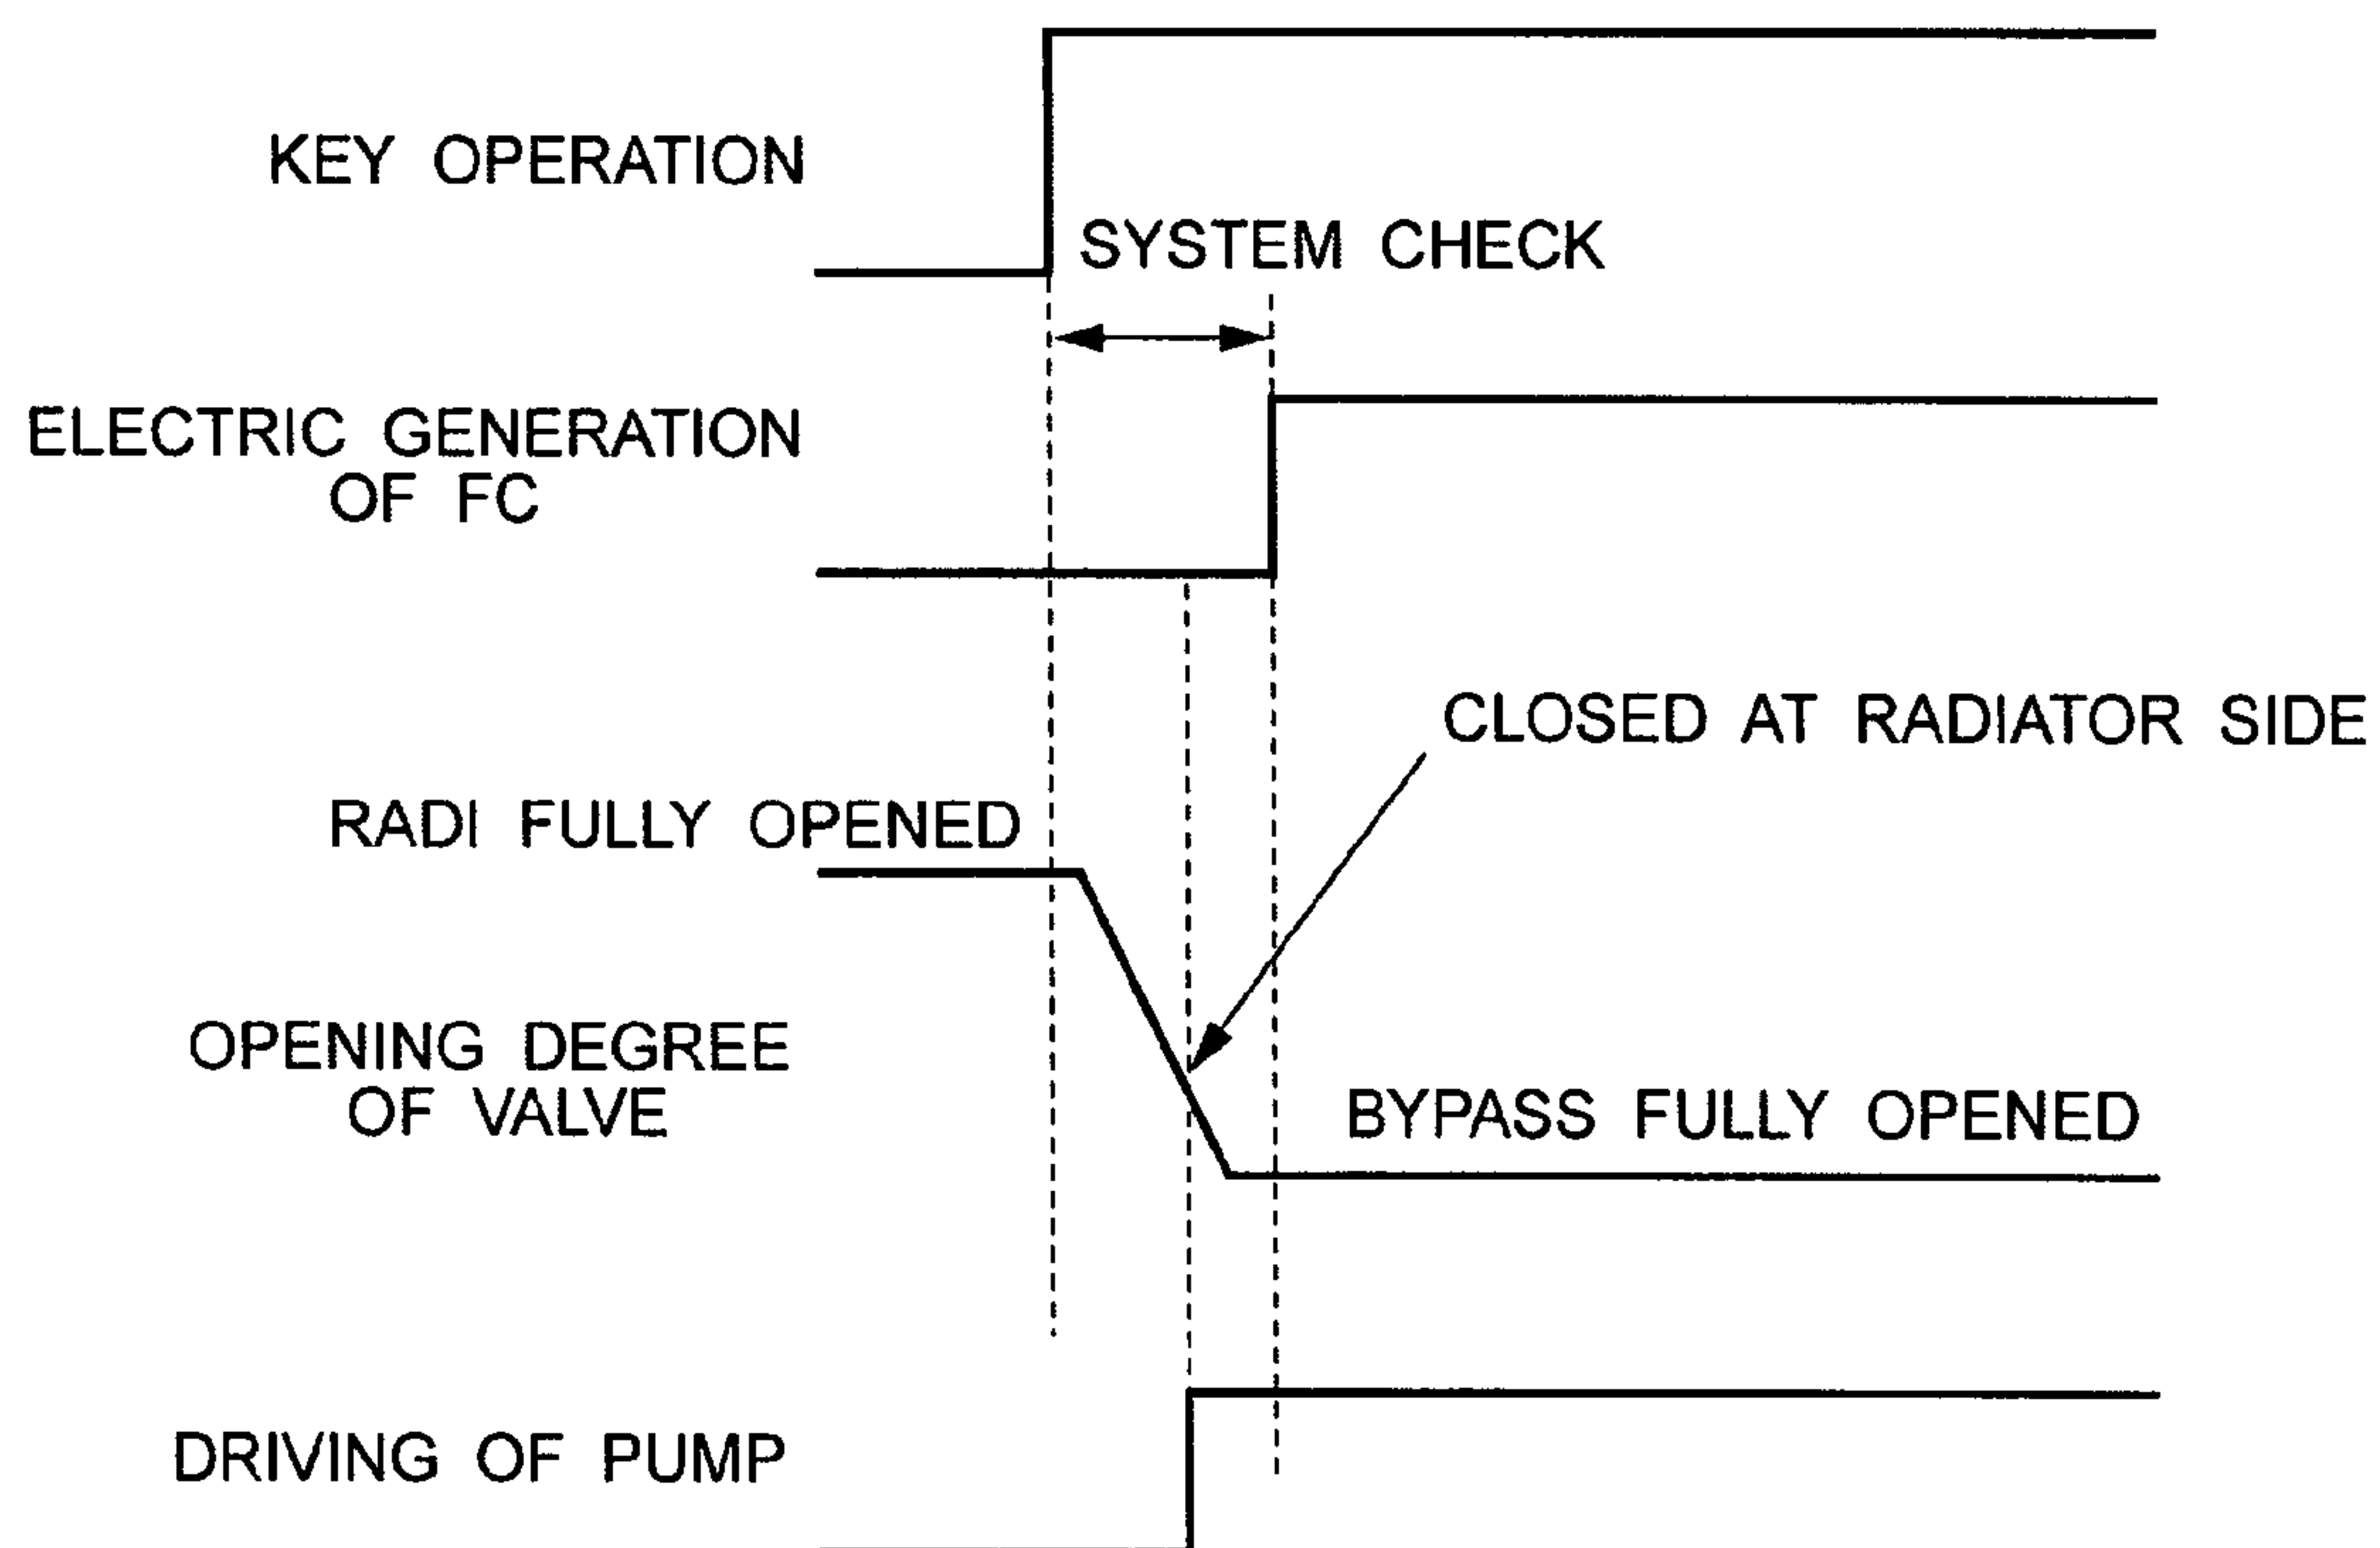 KEY OPERATION
SYSTEM CHECK
ELECTRIC GENERATION
OF FC
CLOSED AT RADIATOR SIDE
RADI FULLY OPENED
OPENING DEGREE
OF VALVE
BYPASS FULLY OPENED
DRIVING OF PUMP